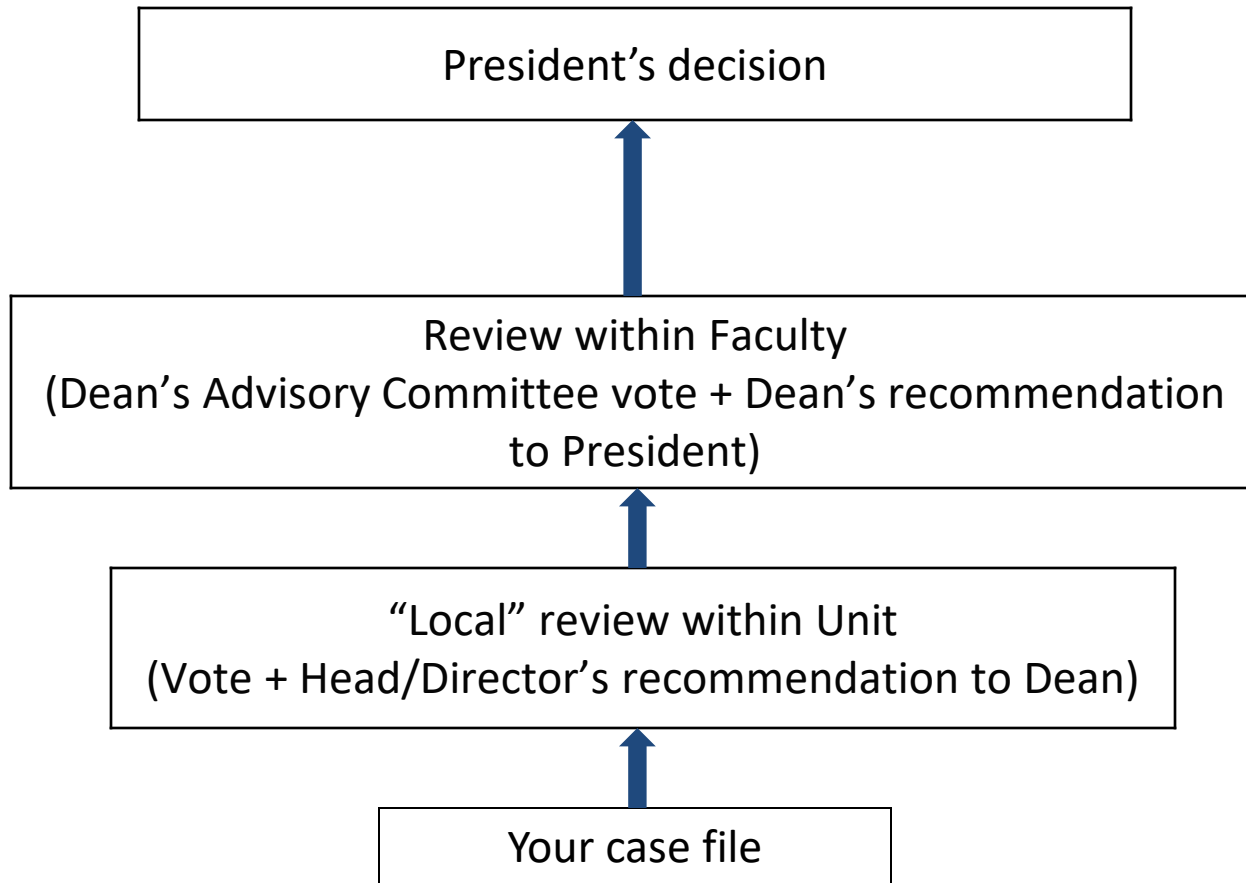 President’s decision
Review within Faculty
(Dean’s Advisory Committee vote + Dean’s recommendation
to President)
“Local” review within Unit
(Vote + Head/Director’s recommendation to Dean)
Your case file